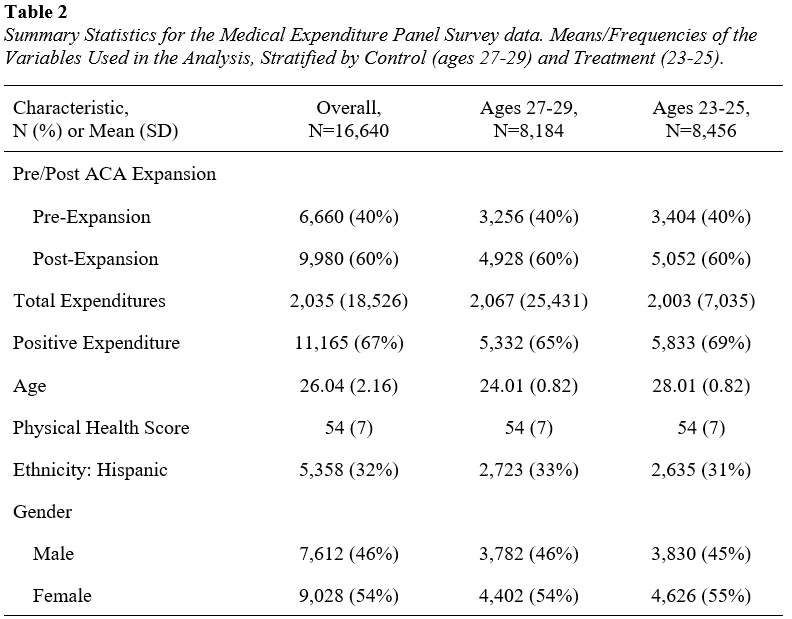 Table 2
Summary Statistics for the Medical Expenditure Panel Survey data. Means/Frequencies of the
Variables Used in the Analysis, Stratified by Control (ages 27-29) and Treatment (23-25).
Characteristic, Overall, Ages 27-29, Ages 23-25,
N (%) or Mean (SD) N=16,640 N=8,184 N=8,456
Pre/Post ACA Expansion
Pre-Expansion 6,660 (40%) 3,256 (40%) 3,404 (40%)
Post-Expansion 9,980 (60%) 4,928 (60%) 5,052 (60%)
Total Expenditures 2,035 (18,526) 2,067 (25,431) 2,003 (7,035)
Positive Expenditure 11,165 (67%) 5,332 (65%) 5,833 (69%)
Age 26.04 (2.16) 24.01 (0.82) 28.01 (0.82)
Physical Health Score 54 (7) 54 (7) 54 (7)
Ethnicity: Hispanic 5,358 (32%) 2,723 (33%) 2,635 (31%)
Gender
Male 7,612 (46%) 3,782 (46%) 3,830 (45%)
Female 9,028 (54%) 4,402 (54%) 4,626 (55%)